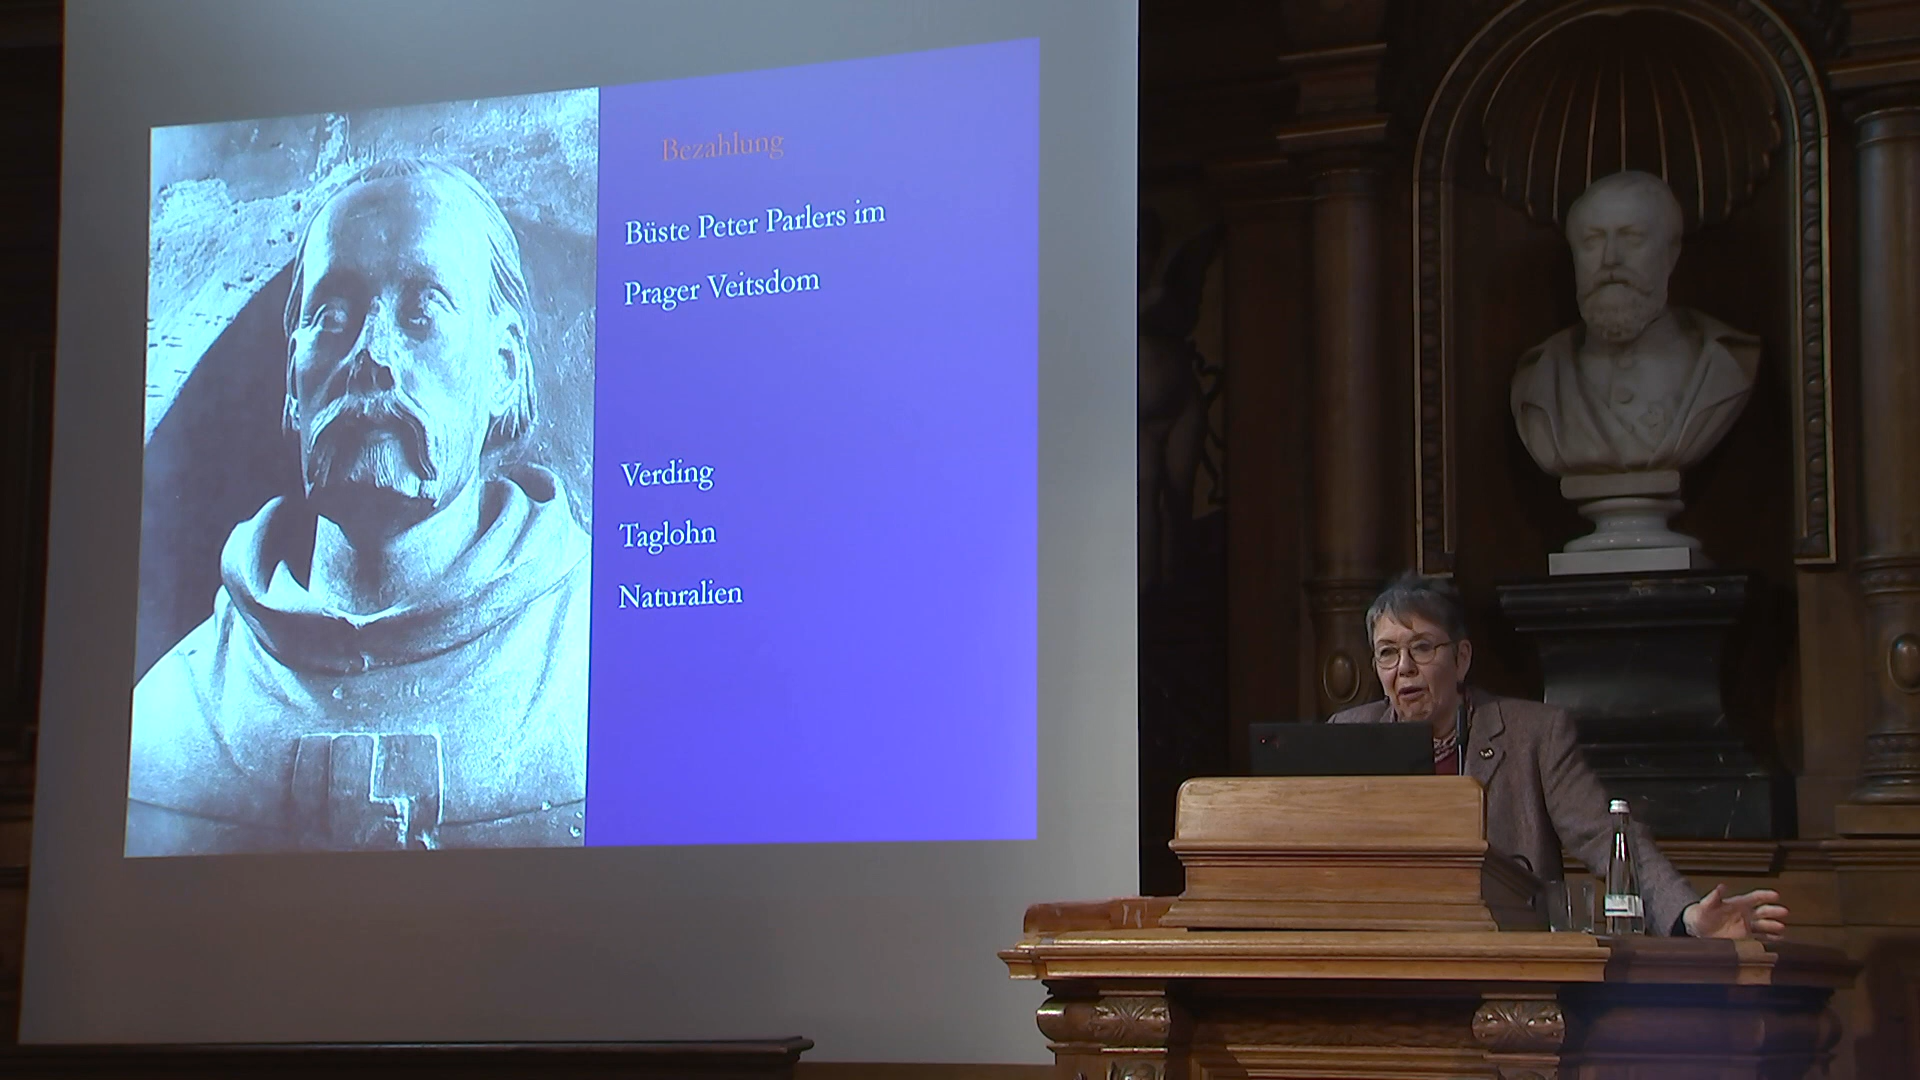 Bezahlung
Büste Peter Parlers im
Prager Veitsdom
Verding
Taglohn
Naturalien